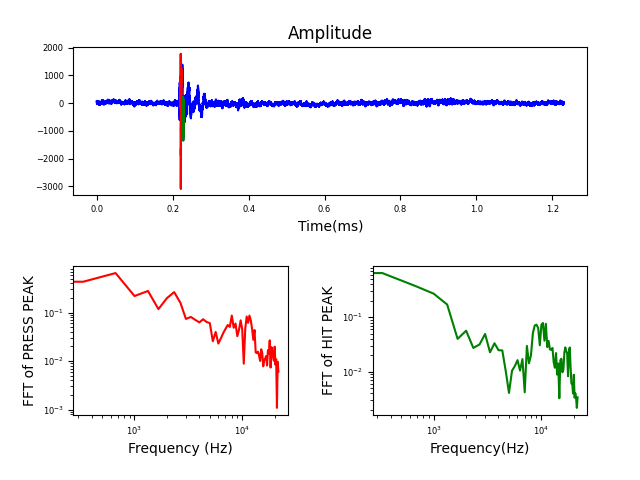 Amplitude
2000
1000
0
−1000
−2000
−3000
0.0 0.2 0.4 0.6 0.8 1.0 1.2
Time(ms)
FFT of PRESS PEAK
10⁻¹
10⁻²
10⁻³
10³ 10⁴
Frequency (Hz)
FFT of HIT PEAK
10⁻¹
10⁻²
10³ 10⁴
Frequency(Hz)